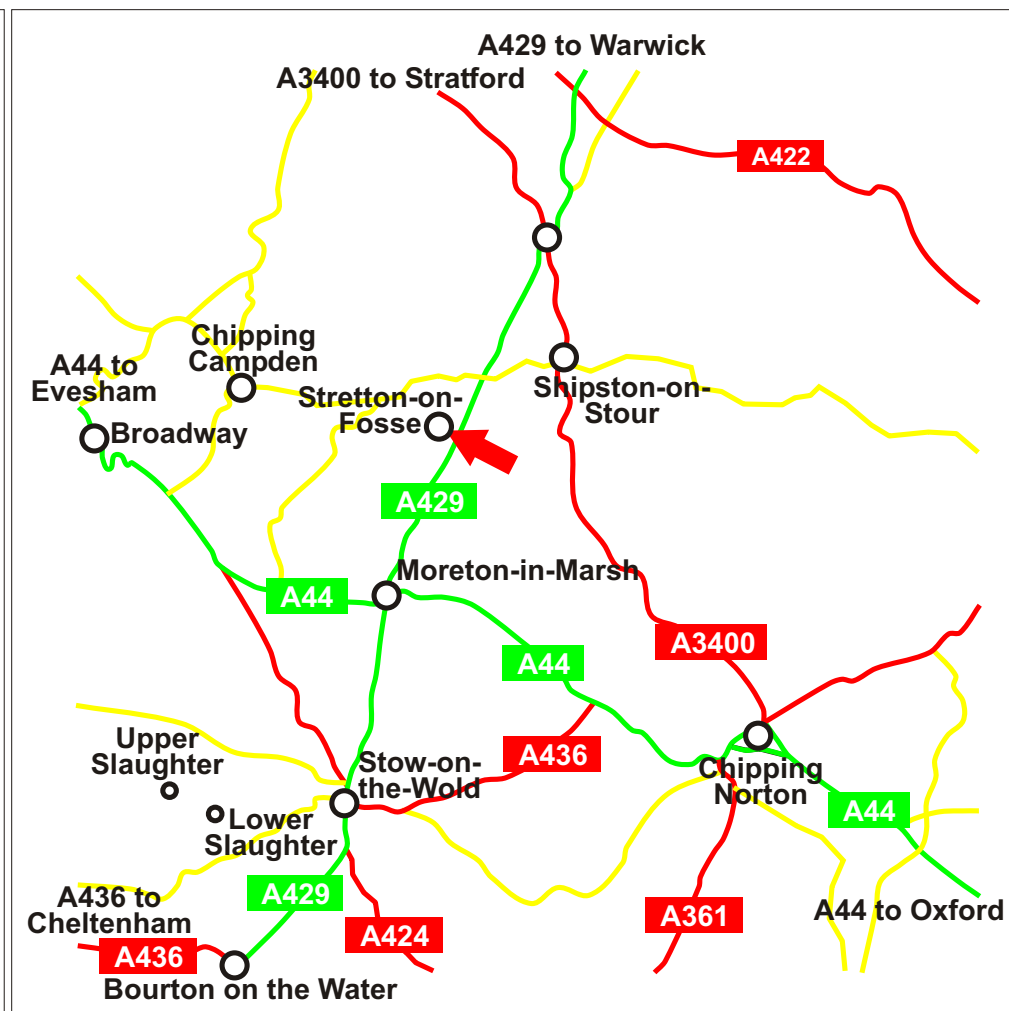 A429 to Warwick
A3400 to Stratford
A422
Chipping
Campden
A44 to
Evesham
Stretton-on-
Fosse
Shipston-on-
Stour
Broadway
A429
Moreton-in-Marsh
A44
A3400
A44
Upper
Slaughter
Stow-on-
the-Wold
A436
Chipping
Norton
A44
Lower
Slaughter
A436 to
Cheltenham
A429
A424
A361
A44 to Oxford
A436
Bourton on the Water